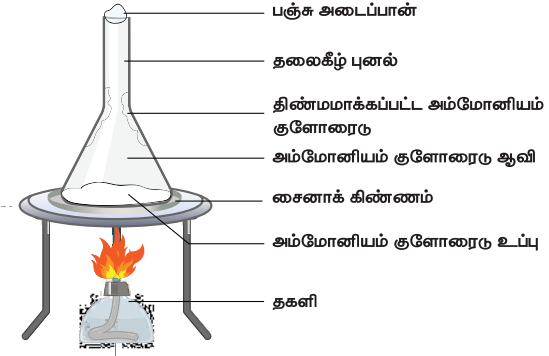 பஞ்சு அடைப்பான்
தலைகீழ் புனல்
திண்மமாக்கப்பட்ட அம்மோனியம்
குளோரைடு
அம்மோனியம் குளோரைடு ஆவி
சைனாக் கிண்ணம்
அம்மோனியம் குளோரைடு உப்பு
தகளி